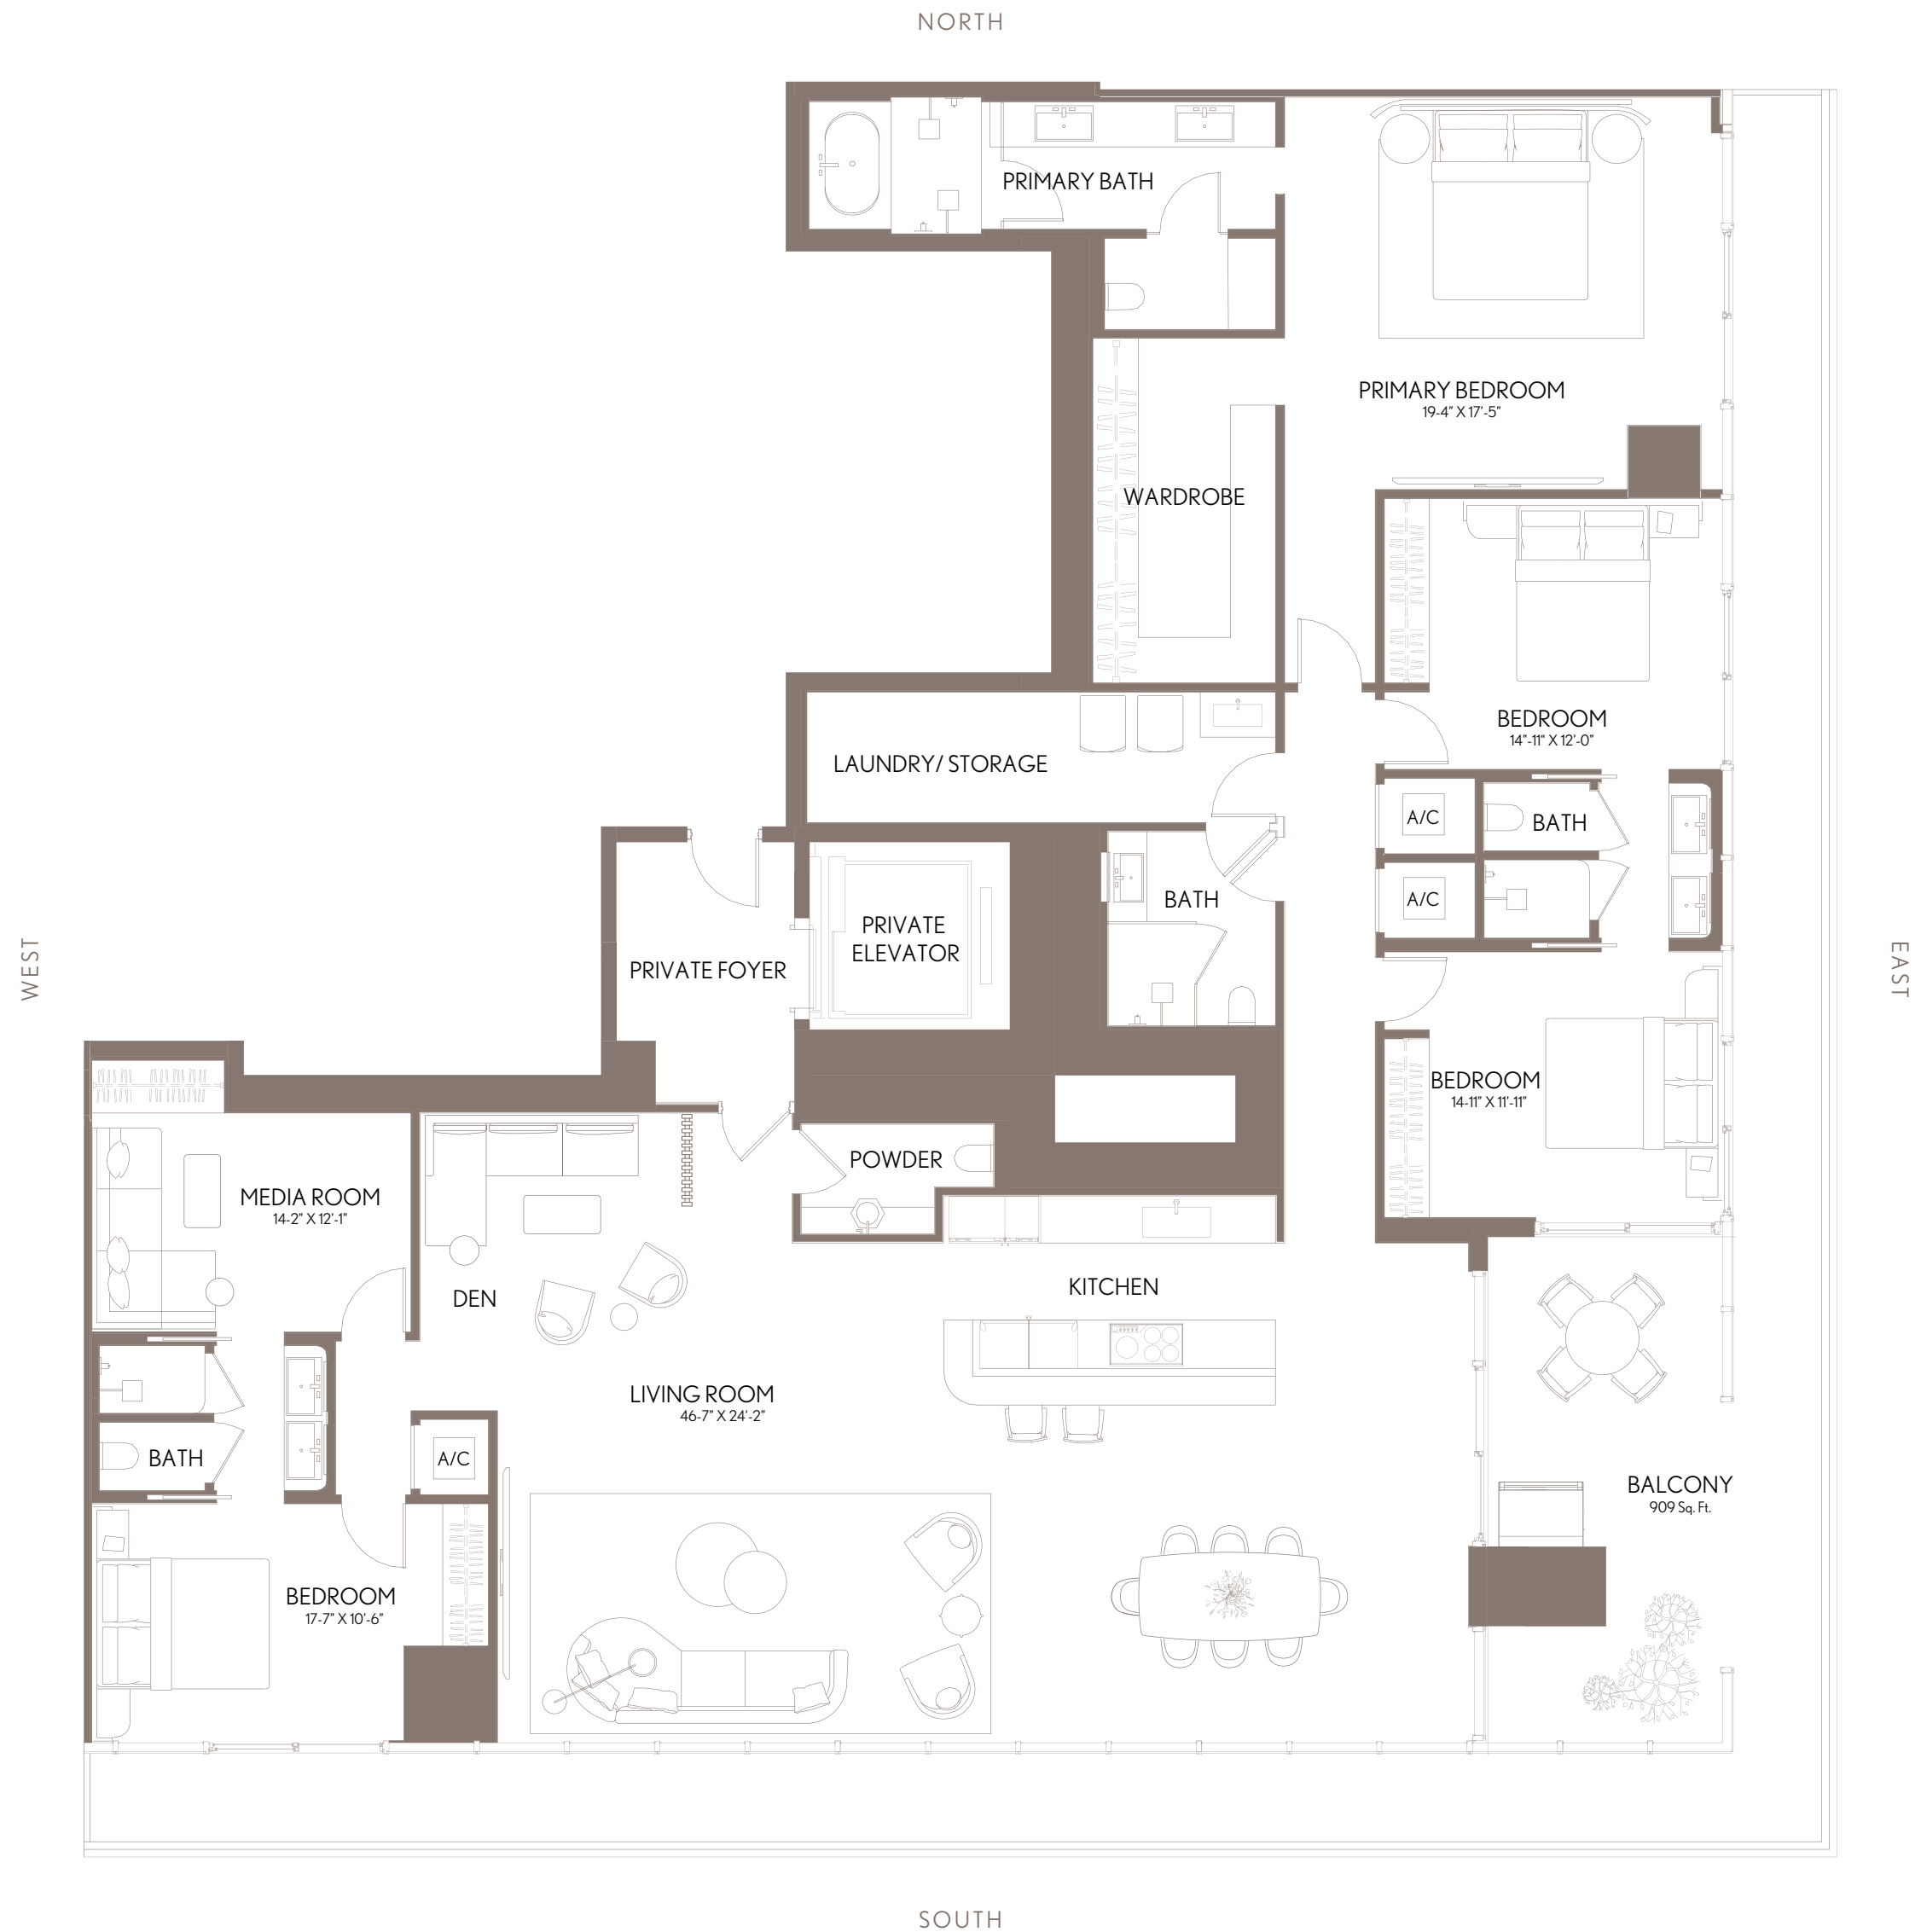 NORTH
PRIMARY BATH
PRIMARY BEDROOM
19-4” X 17’-5”
WARDROBE
BEDROOM
14”-11” X 12’-0”
LAUNDRY/ STORAGE
A/C
BATH
A/C
BATH
PRIVATE
ELEVATOR
PRIVATE FOYER
WEST
EAST
BEDROOM
14-11” X 11’-11”
POWDER
MEDIA ROOM
14-2” X 12’-1”
DEN
KITCHEN
LIVING ROOM
46-7” X 24’-2”
BATH
A/C
BALCONY
909 Sq. Ft.
BEDROOM
17-7” X 10’-6”
SOUTH